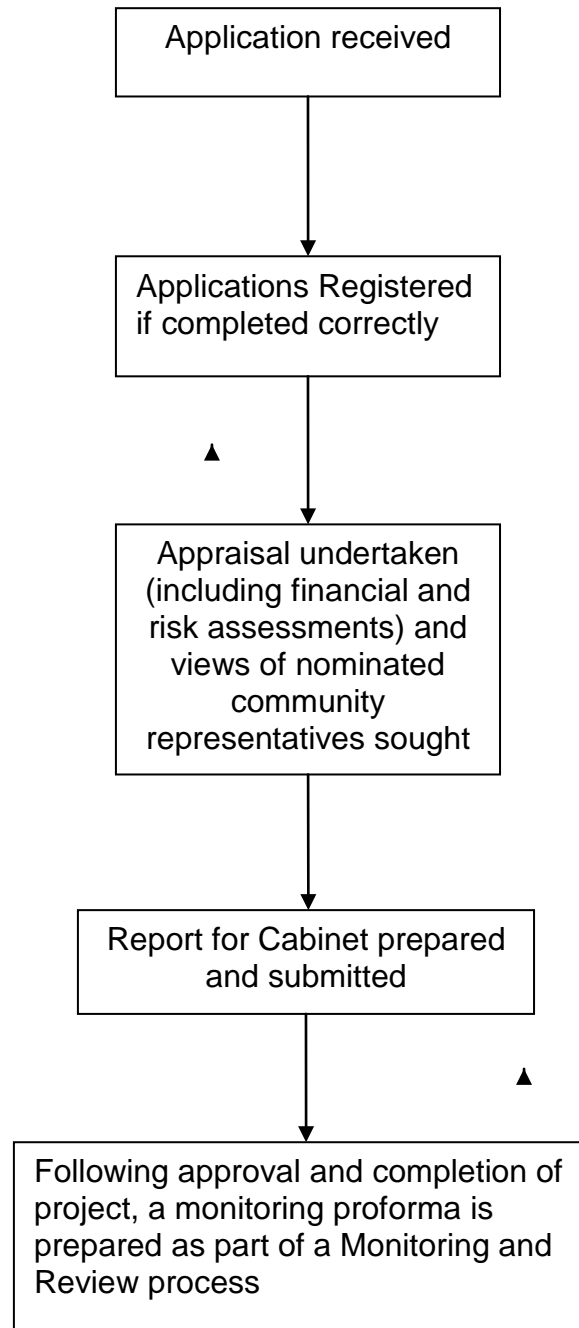 Application received
Applications Registered
if completed correctly
Appraisal undertaken
(including financial and
risk assessments) and
views of nominated
community
representatives sought
Report for Cabinet prepared
and submitted
Following approval and completion of
project, a monitoring proforma is
prepared as part of a Monitoring and
Review process